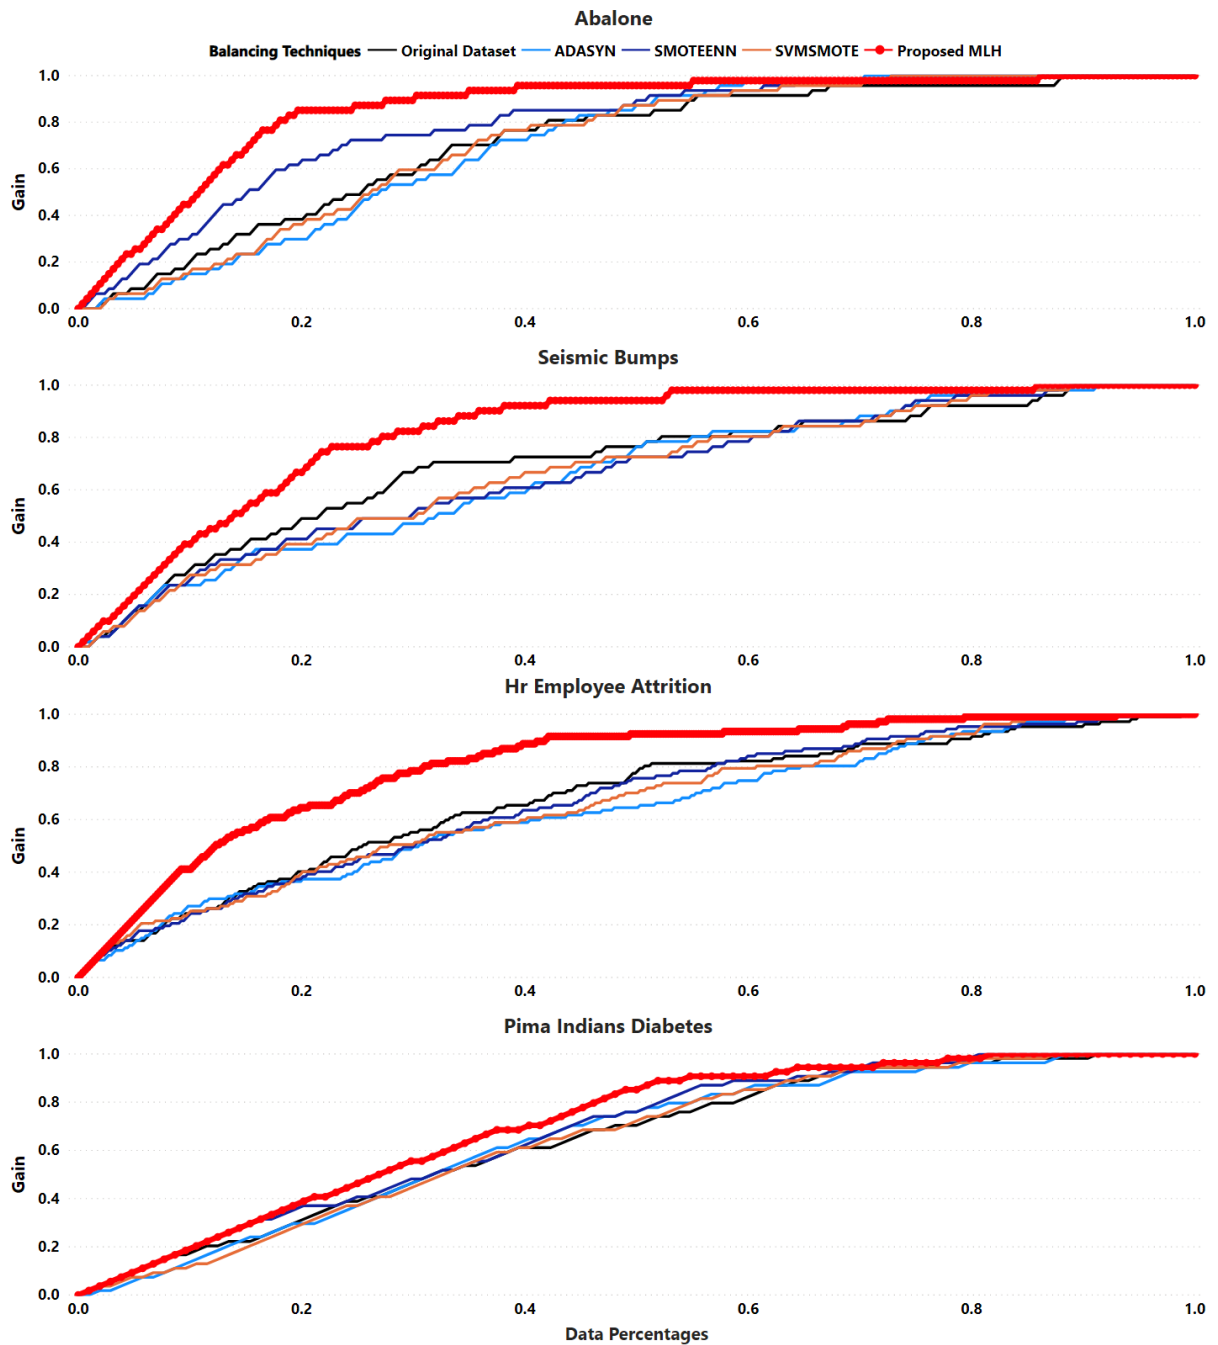 Abalone
Balancing Techniques Original Dataset ADASYN SMOTEENN SVMSMOTE Proposed MLH
1.0
0.8
0.6
0.4
0.2
0.0
Gain
0.0 0.2 0.4 0.6 0.8 1.0
Seismic Bumps
1.0
0.8
0.6
0.4
0.2
0.0
Gain
0.0 0.2 0.4 0.6 0.8 1.0
Hr Employee Attrition
1.0
0.8
0.6
0.4
0.2
0.0
Gain
0.0 0.2 0.4 0.6 0.8 1.0
Pima Indians Diabetes
1.0
0.8
0.6
0.4
0.2
0.0
Gain
0.0 0.2 0.4 0.6 0.8 1.0
Data Percentages